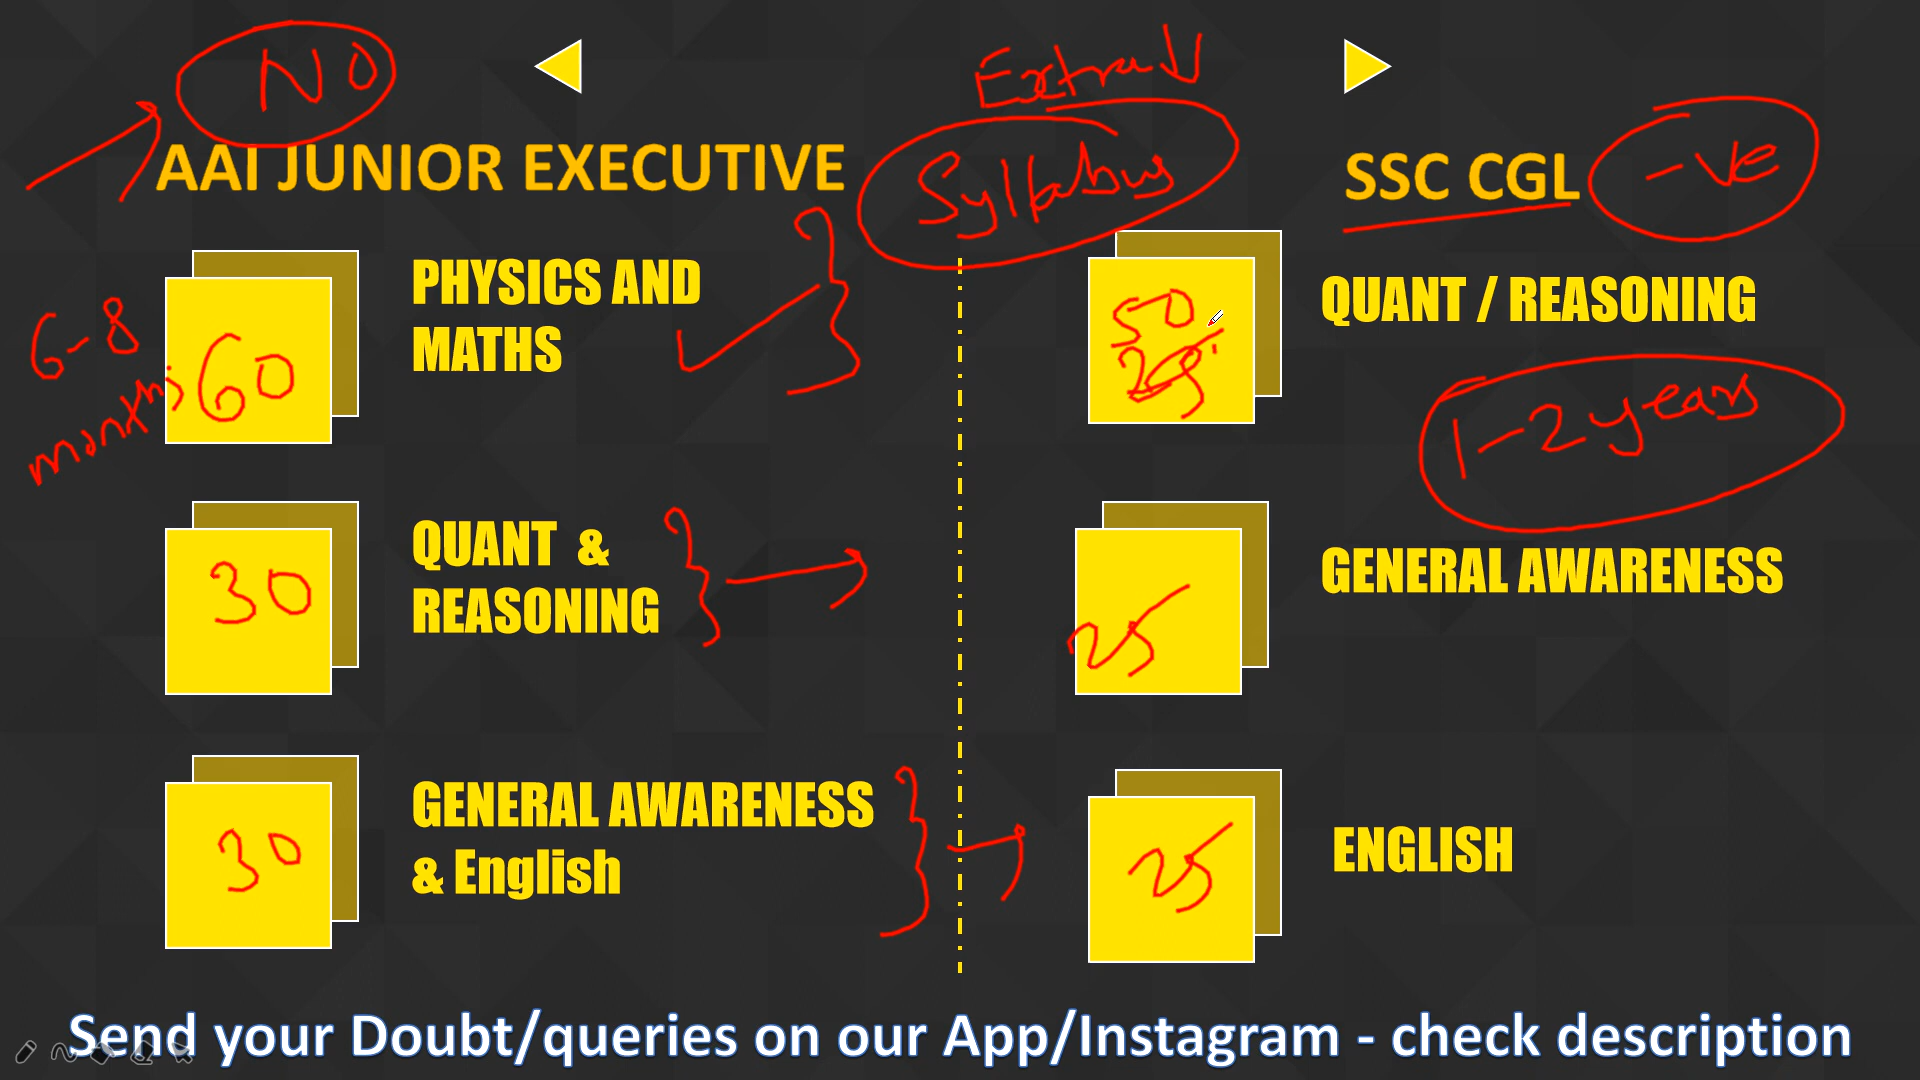 NO
Extra
AAI JUNIOR EXECUTIVE
Syllabus
SSC CGL
-ve
PHYSICS AND
MATHS
6-8
months
60
50
25
QUANT / REASONING
1-2 years
QUANT &
REASONING
30
25
GENERAL AWARENESS
GENERAL AWARENESS
& English
30
25
ENGLISH
Send your Doubt/queries on our App/Instagram - check description